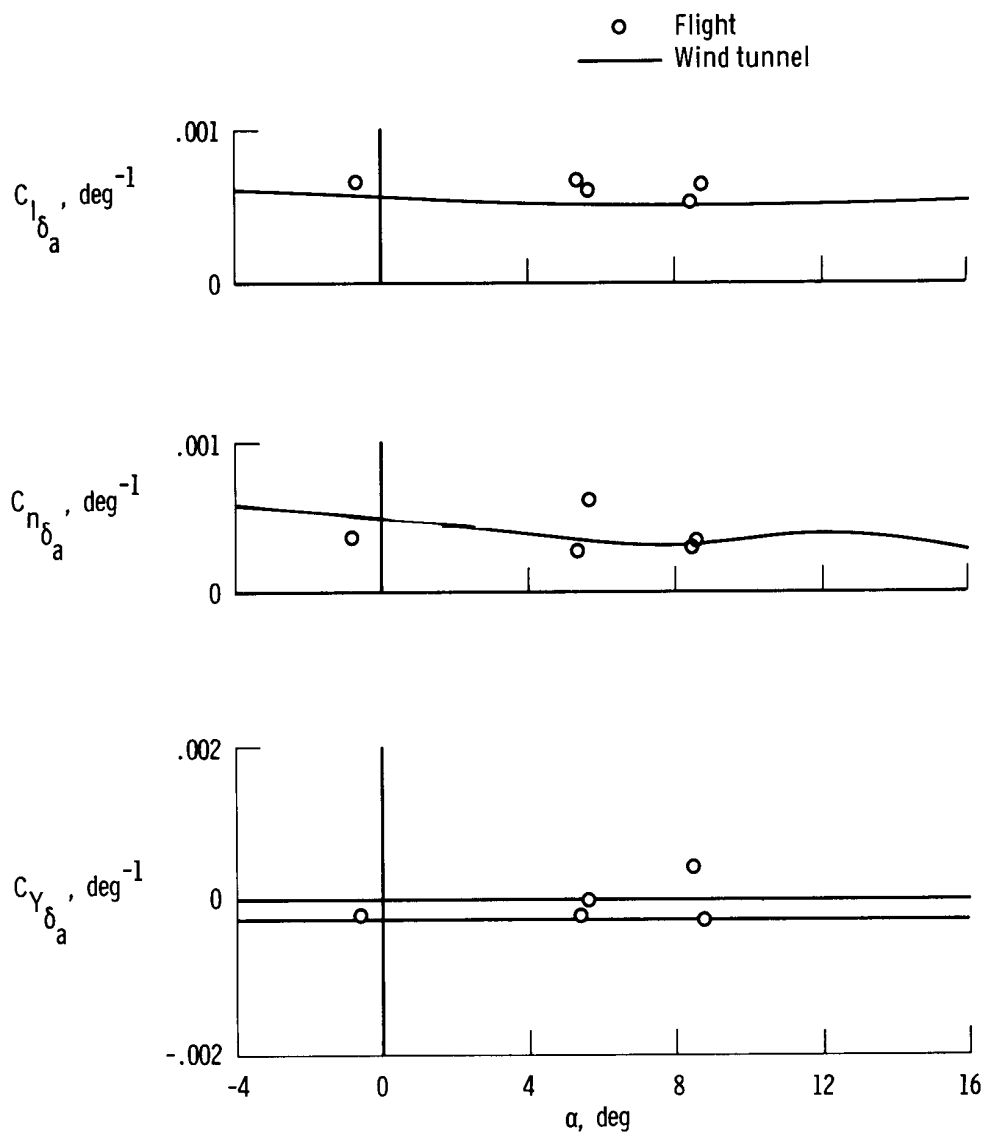 Flight
Wind tunnel
.001
C_{l_{δ_a}}, deg^{-1}
0
.001
C_{n_{δ_a}}, deg^{-1}
0
.002
C_{Y_{δ_a}}, deg^{-1}
0
-.002
-4 0 4 8 12 16
α, deg